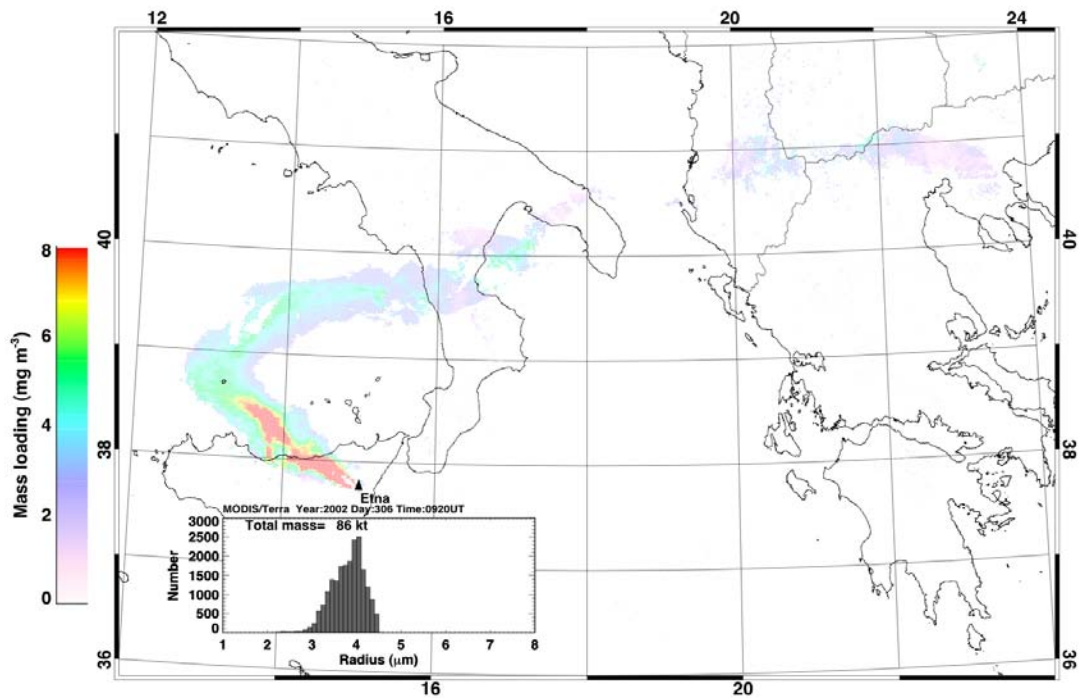 12 16 20 24
Mass loading (mg m-3)
8
6
4
2
0
40
38
36
40
38
36
Etna
MODIS/Terra Year:2002 Day:306 Time:0920UT
Total mass= 86 kt
Number
3000
2500
2000
1500
1000
500
0
1 2 3 4 5 6 7 8
Radius (μm)
16 20